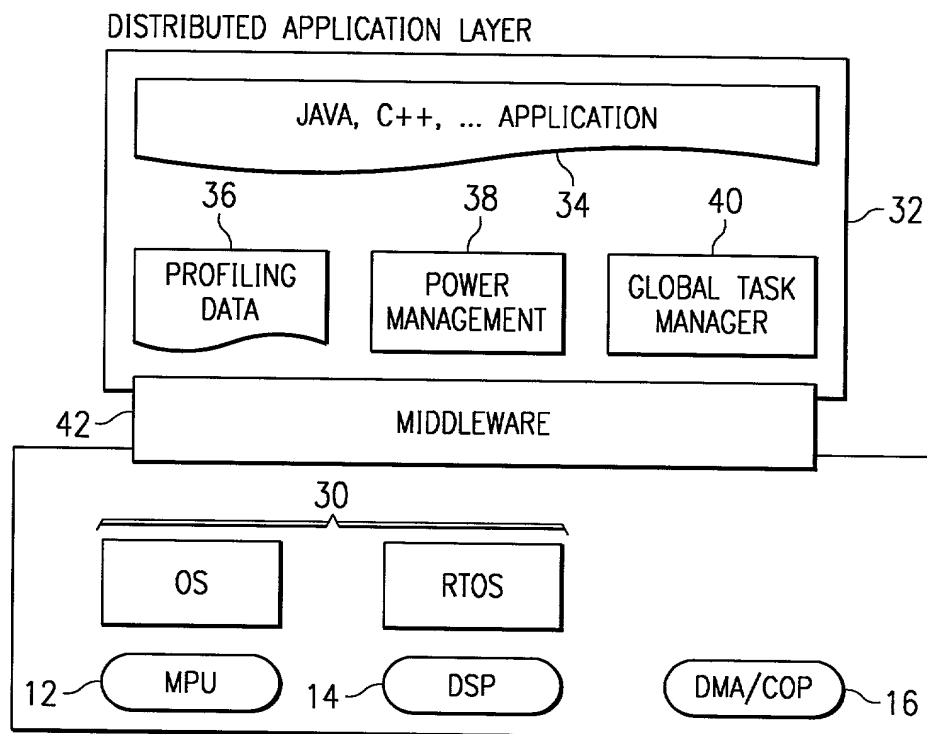 DISTRIBUTED APPLICATION LAYER
JAVA, C++, ... APPLICATION
34
32
36
38
40
PROFILING
DATA
POWER
MANAGEMENT
GLOBAL TASK
MANAGER
42
MIDDLEWARE
30
OS
RTOS
12
MPU
14
DSP
DMA/COP
16